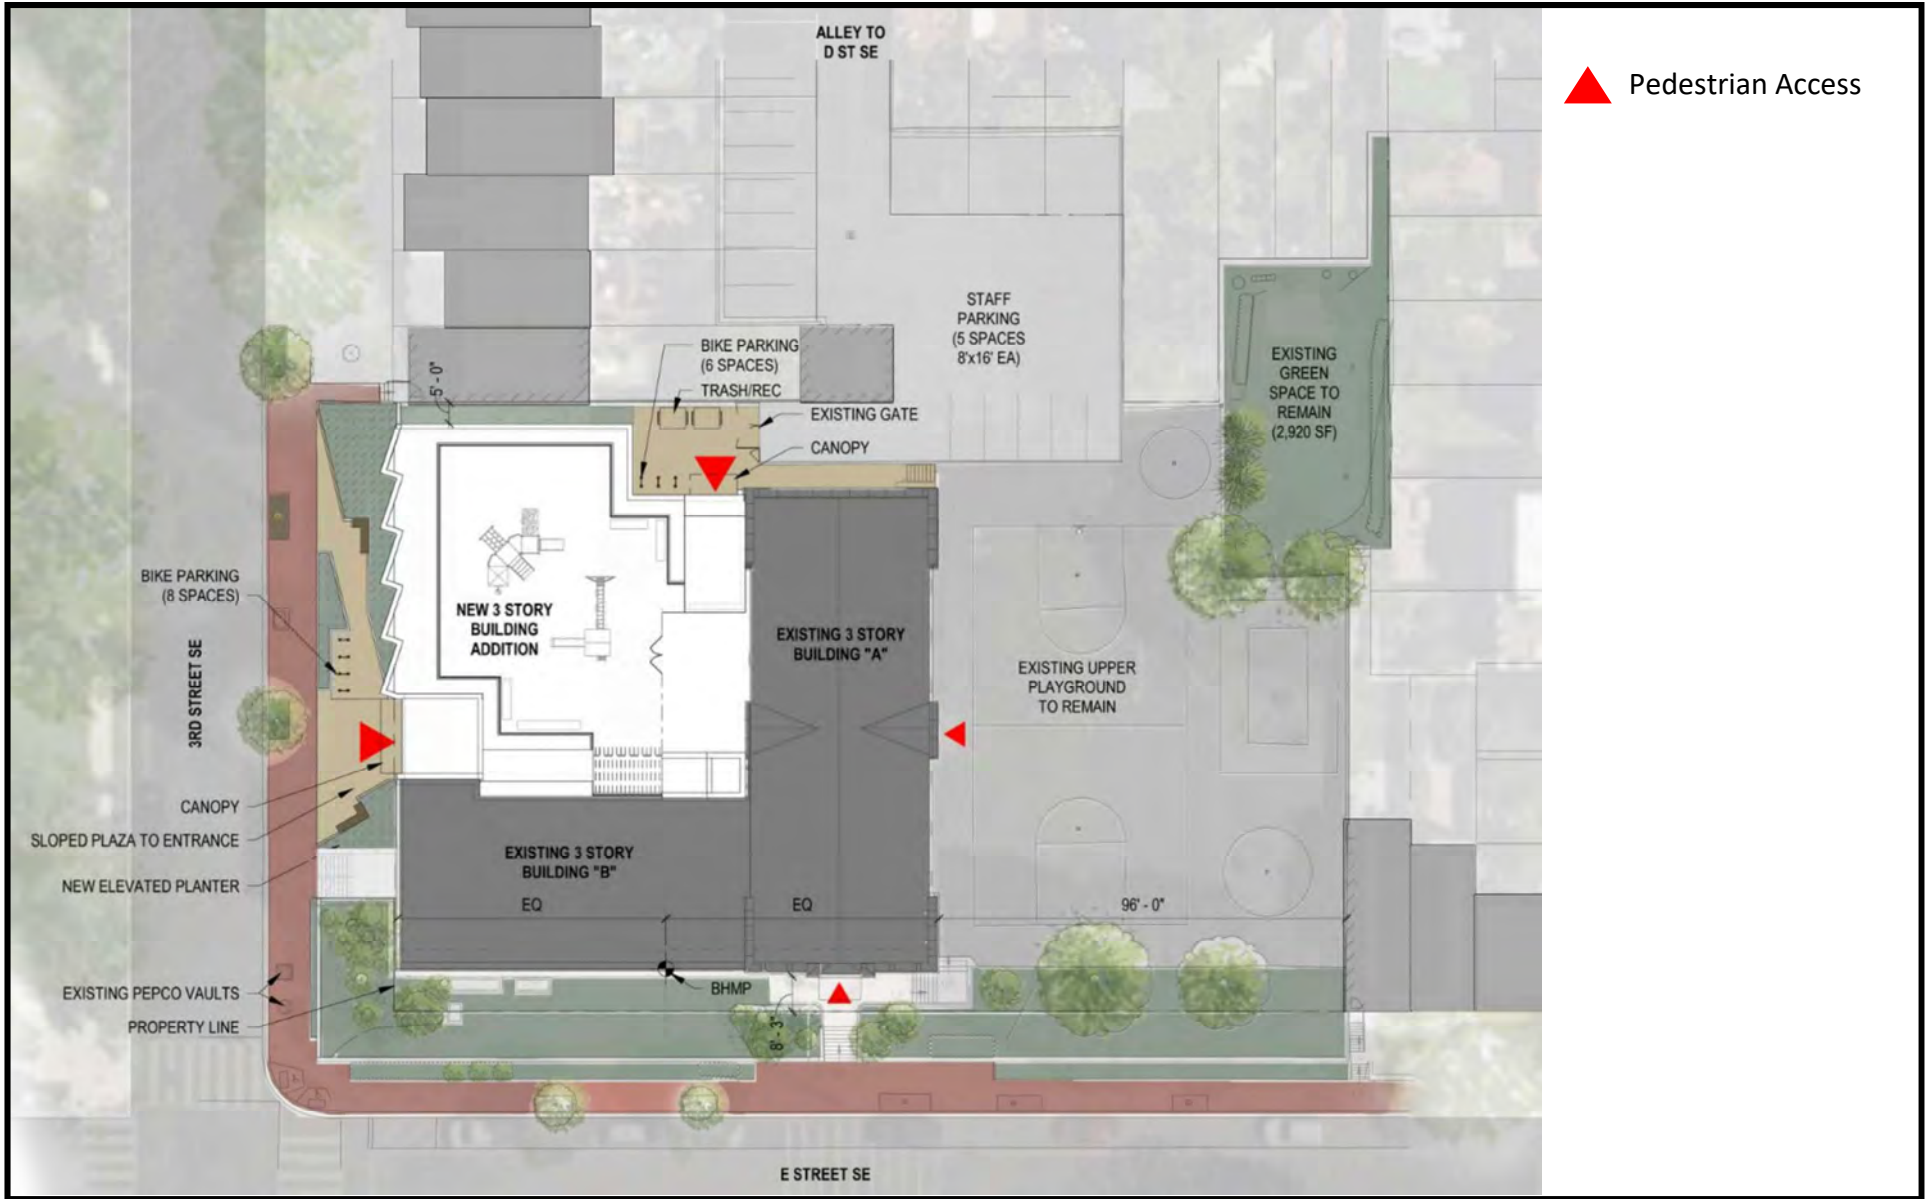 ALLEY TO
D ST SE
Pedestrian Access
STAFF
PARKING
(5 SPACES
8'x16' EA)
BIKE PARKING
(6 SPACES)
TRASH/REC
EXISTING GATE
CANOPY
5' - 0"
EXISTING
GREEN
SPACE TO
REMAIN
(2,920 SF)
BIKE PARKING
(8 SPACES)
3RD STREET SE
NEW 3 STORY
BUILDING
ADDITION
EXISTING 3 STORY
BUILDING "A"
EXISTING UPPER
PLAYGROUND
TO REMAIN
CANOPY
SLOPED PLAZA TO ENTRANCE
NEW ELEVATED PLANTER
EXISTING 3 STORY
BUILDING "B"
EQ
EQ
96' - 0"
EXISTING PEPCO VAULTS
PROPERTY LINE
BHMP
8' - 3"
E STREET SE